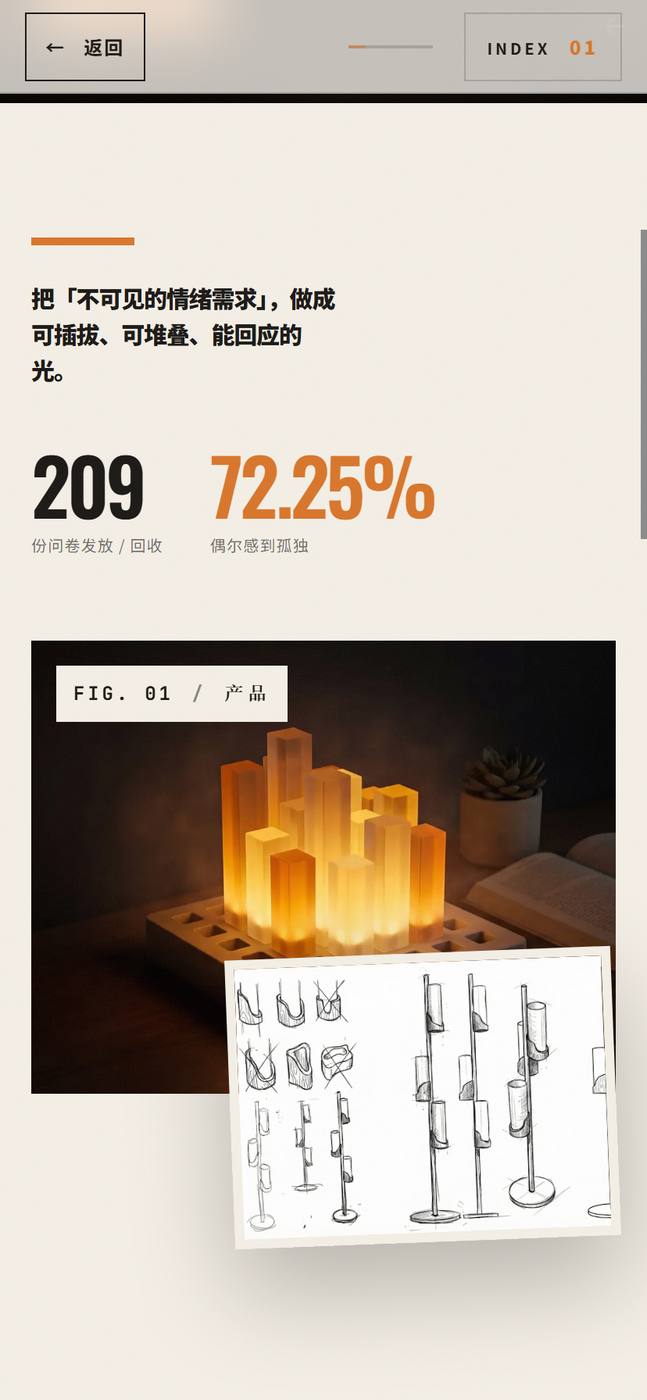 ← 返回
INDEX 01
把「不可见的情绪需求」，做成
可插拔、可堆叠、能回应的
光。
209 72.25%
份问卷发放 / 回收 偶尔感到孤独
FIG. 01 / 产品